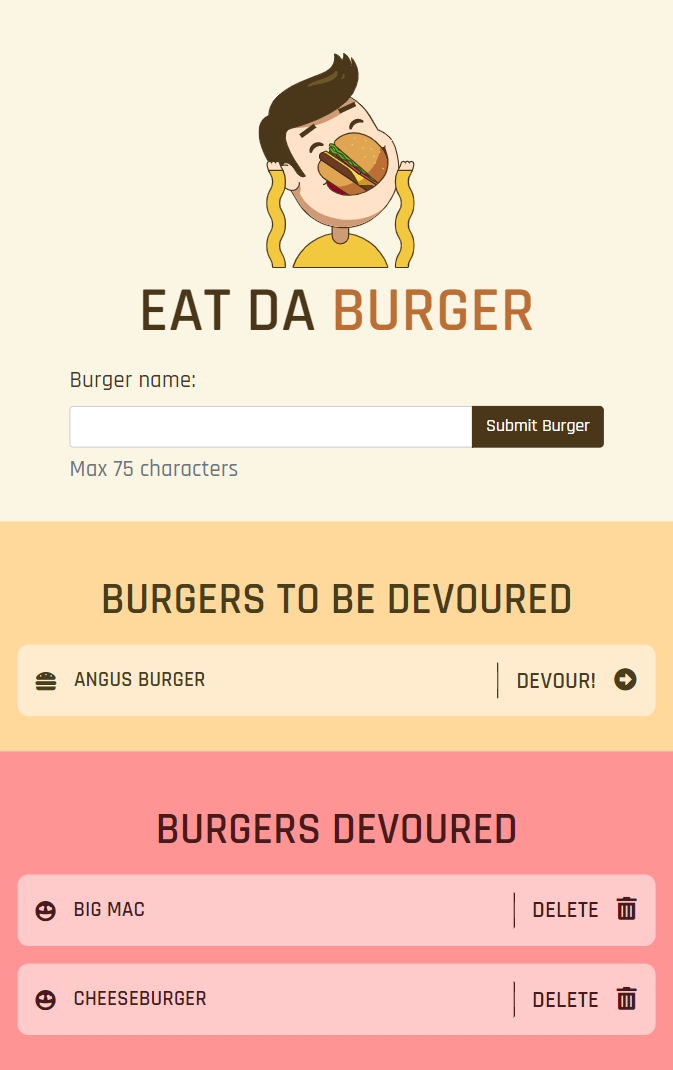 EAT DA BURGER
Burger name:
Submit Burger
Max 75 characters
BURGERS TO BE DEVOURED
ANGUS BURGER
DEVOUR!
BURGERS DEVOURED
BIG MAC
DELETE
CHEESEBURGER
DELETE